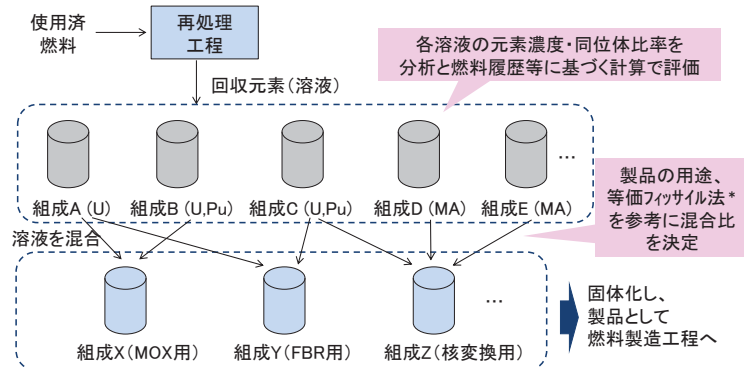 使用済
燃料
再処理
工程
回収元素(溶液)
各溶液の元素濃度・同位体比率を
分析と燃料履歴等に基づく計算で評価
…
組成A(U)
組成B(U,Pu)
組成C(U,Pu)
組成D(MA)
組成E(MA)
製品の用途、
等価フィッサイル法*
を参考に混合比
を決定
溶液を混合
…
組成X(MOX用)
組成Y(FBR用)
組成Z(核変換用)
固体化し、
製品として
燃料製造工程へ